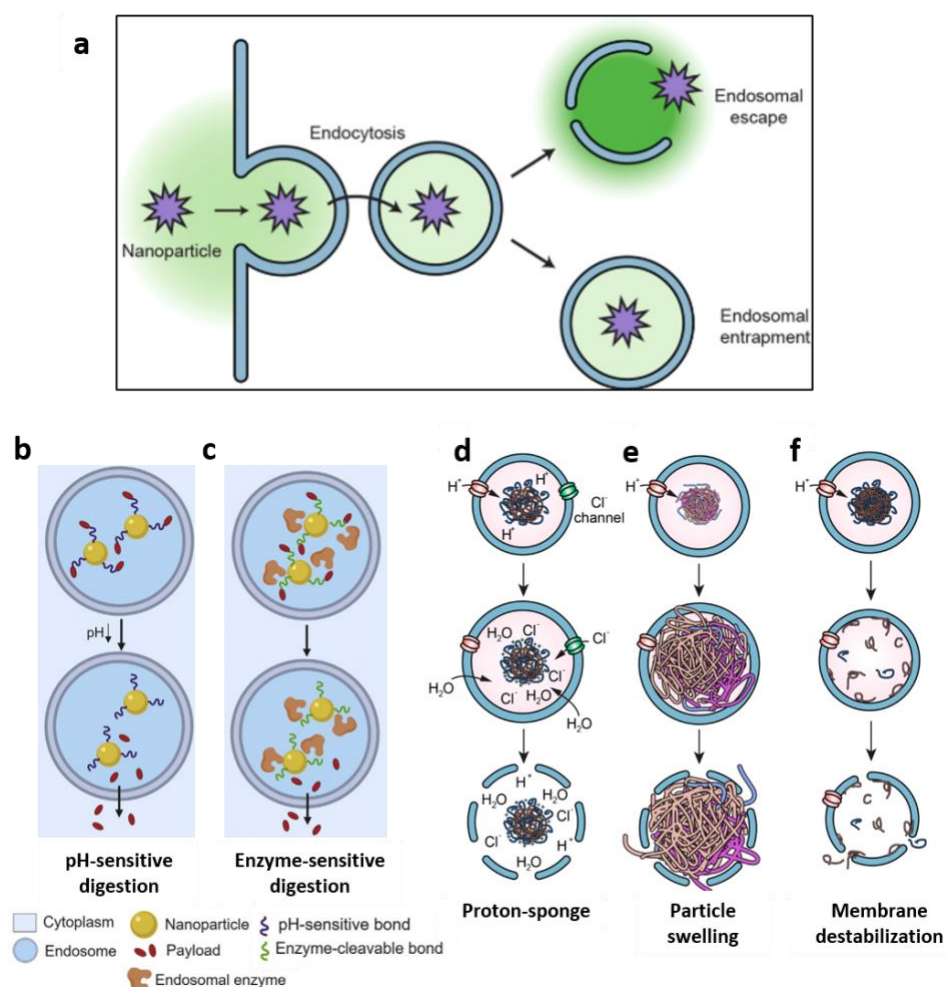 a
Endocytosis
Nanoparticle
Endosomal
escape
Endosomal
entrapment
b
pH↓
pH-sensitive
digestion
c
Enzyme-sensitive
digestion
Cytoplasm
Nanoparticle
pH-sensitive bond
Endosome
Payload
Enzyme-cleavable bond
Endosomal enzyme
d
H⁺
H⁺
H⁺
Cl⁻
channel
H₂O
Cl⁻
Cl⁻
Cl⁻
H₂O
Cl⁻
H₂O
H₂O
H⁺
H₂O
H₂O
Cl⁻
Cl⁻
H⁺
H₂O
Proton-sponge
e
H⁺
Particle
swelling
f
H⁺
Membrane
destabilization